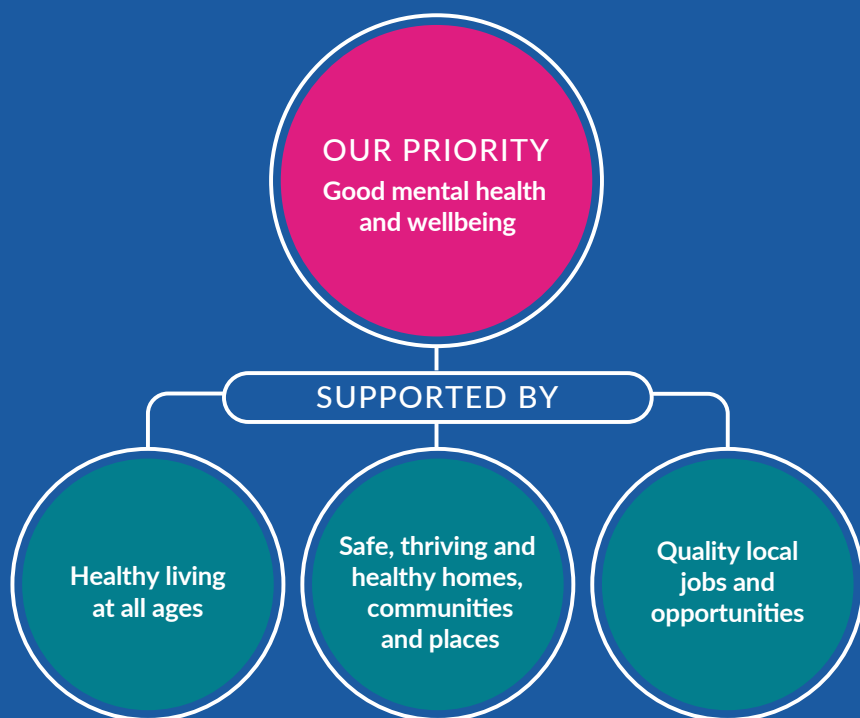 OUR PRIORITY
Good mental health
and wellbeing
SUPPORTED BY
Healthy living
at all ages
Safe, thriving and
healthy homes,
communities
and places
Quality local
jobs and
opportunities